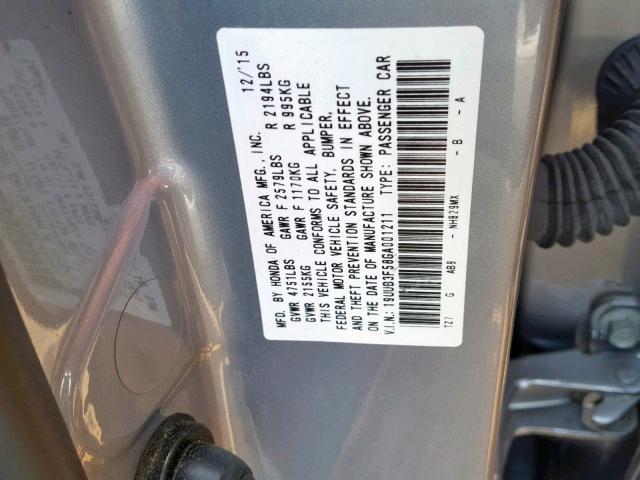 MFD. BY HONDA OF AMERICA MFG., INC. 12/'15
GVWR 4751LBS GAWR F 2579LBS R 2194LBS
GVWR 2155KG GAWR F 1170KG R 995KG
THIS VEHICLE CONFORMS TO ALL APPLICABLE
FEDERAL MOTOR VEHICLE SAFETY, BUMPER,
AND THEFT PREVENTION STANDARDS IN EFFECT
ON THE DATE OF MANUFACTURE SHOWN ABOVE.
V.I.N.: 19UUB3F58GA001211 TYPE: PASSENGER CAR
TZ7 G AB9 NH829MX - B - A